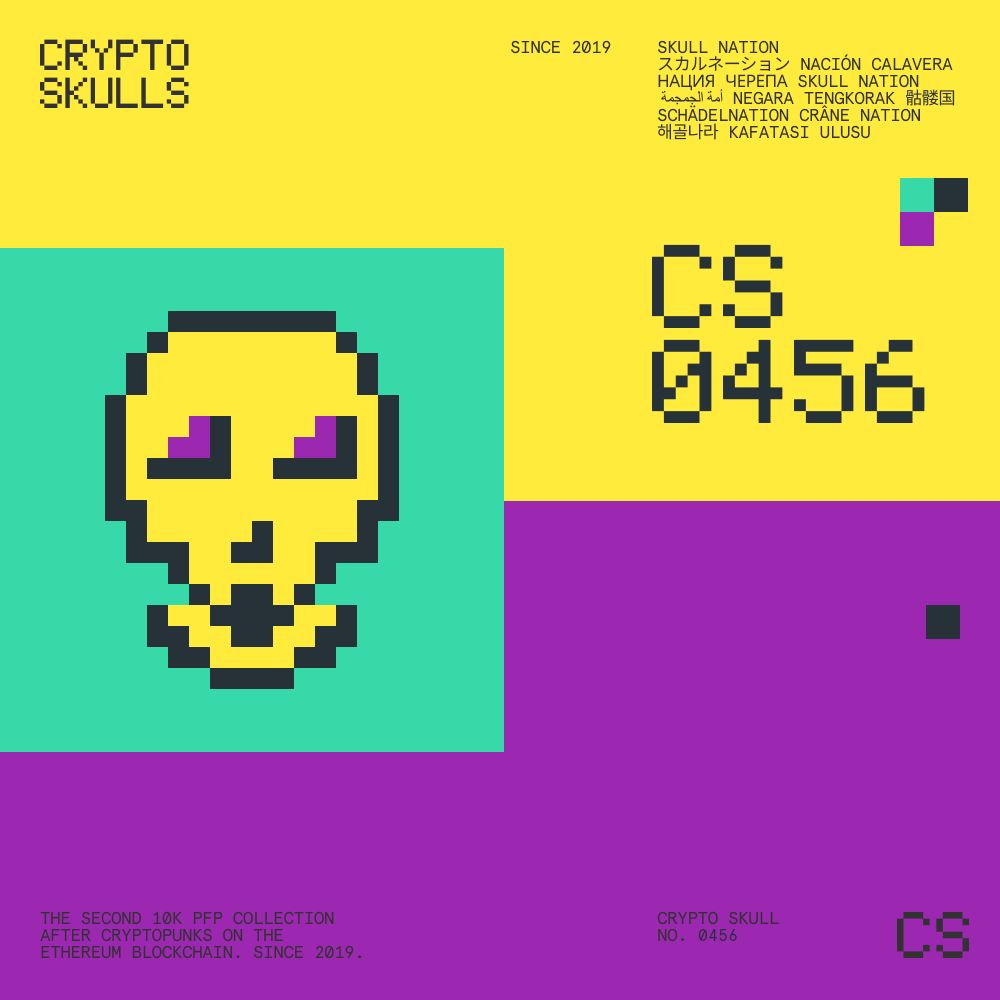 CRYPTO
SKULLS
SINCE 2019
SKULL NATION
スカルネーション NACIÓN CALAVERA
НАЦИЯ ЧЕРЕПА SKULL NATION
أمة الجمجمة NEGARA TENGKORAK 骷髅国
SCHÄDELNATION CRÂNE NATION
해골나라 KAFATASI ULUSU
CS
0456
THE SECOND 10K PFP COLLECTION
AFTER CRYPTOPUNKS ON THE
ETHEREUM BLOCKCHAIN. SINCE 2019.
CRYPTO SKULL
NO. 0456
CS